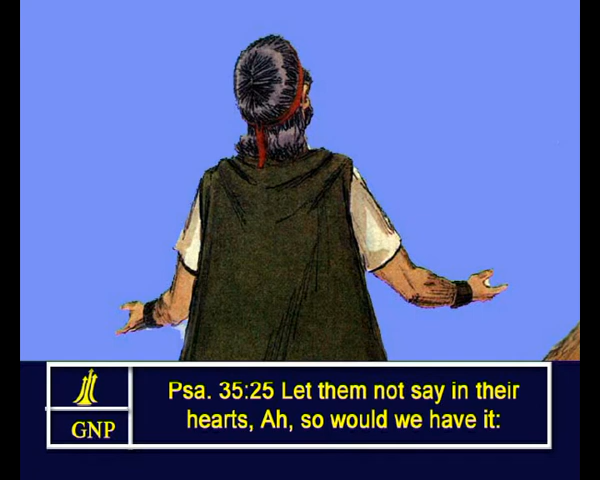 Psa. 35:25 Let them not say in their
hearts, Ah, so would we have it:
GNP